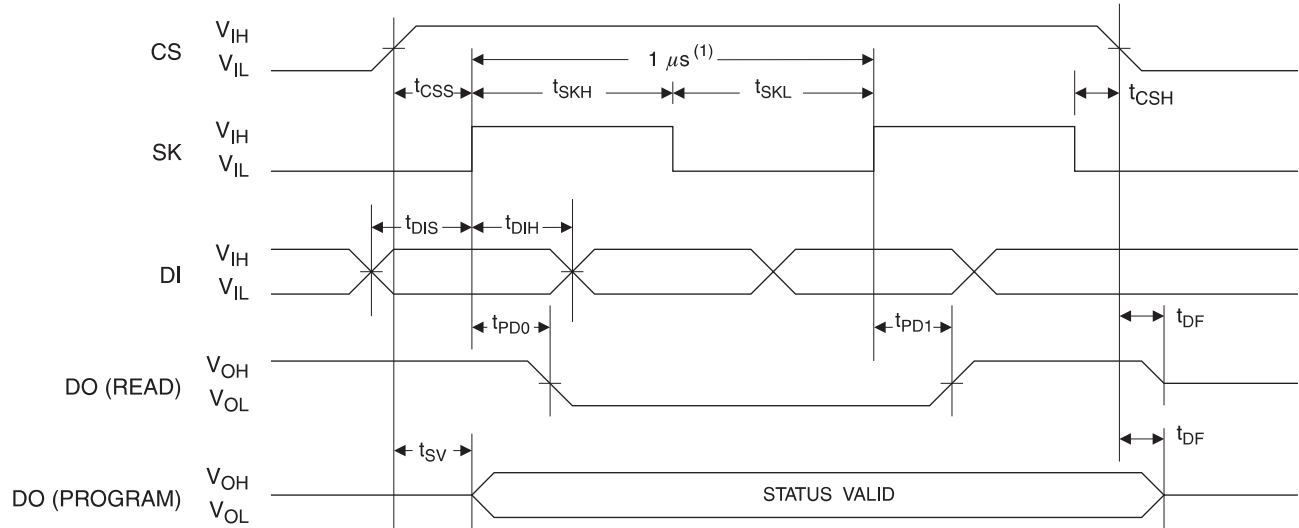 CS
V_IH
V_IL
1 μs(1)
t_CSS
t_SKH
t_SKL
t_CSH
SK
V_IH
V_IL
t_DIS
t_DIH
DI
V_IH
V_IL
t_PD0
t_PD1
t_DF
DO (READ)
V_OH
V_OL
t_SV
t_DF
DO (PROGRAM)
V_OH
V_OL
STATUS VALID